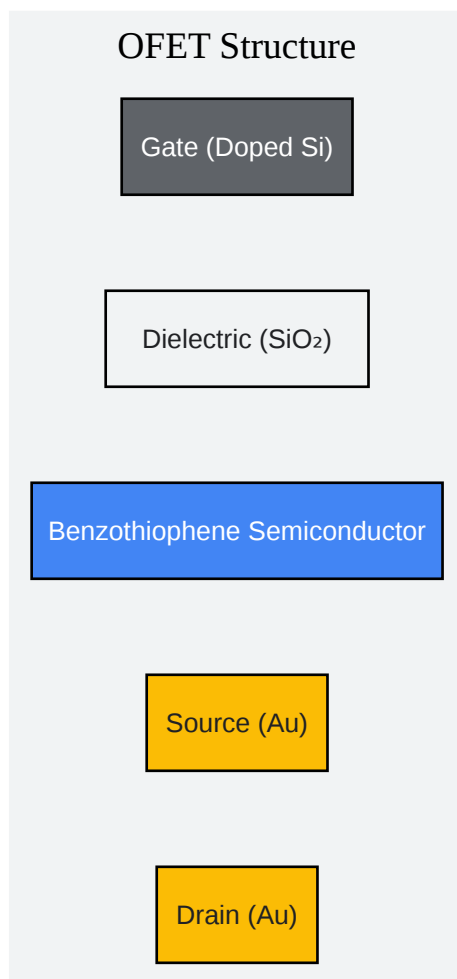 OFET Structure
Gate (Doped Si)
Dielectric (SiO₂)
Benzothiophene Semiconductor
Source (Au)
Drain (Au)